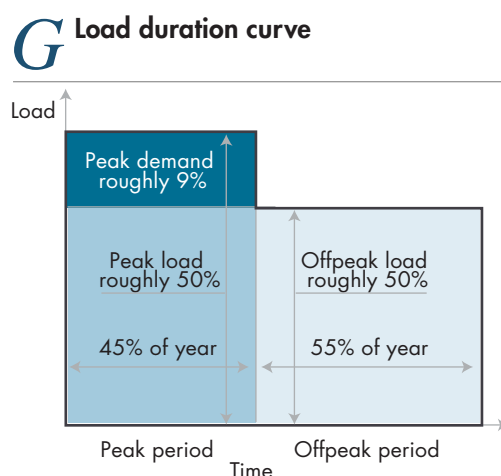 G Load duration curve
Load
Peak demand
roughly 9%
Peak load
roughly 50%
Offpeak load
roughly 50%
45% of year
55% of year
Peak period
Offpeak period
Time